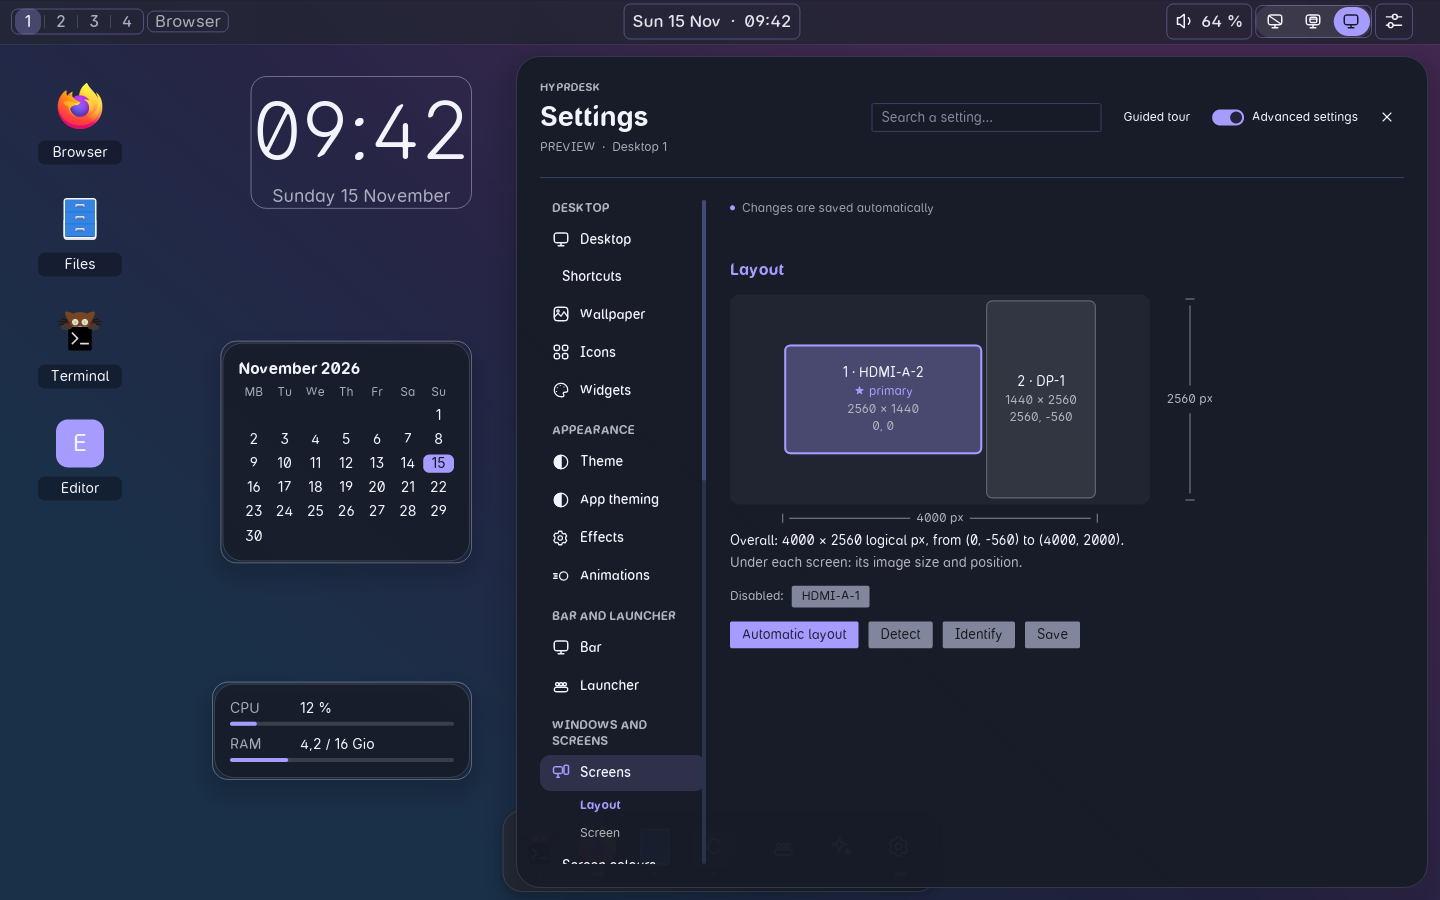 1 2 3 4 Browser
Sun 15 Nov · 09:42
64 %
Browser
Files
Terminal
E
Editor
09:42
Sunday 15 November
November 2026
MB Tu We Th Fr Sa Su
1
2 3 4 5 6 7 8
9 10 11 12 13 14 15
16 17 18 19 20 21 22
23 24 25 26 27 28 29
30
CPU 12 %
RAM 4,2 / 16 Gio
HYPRDESK
Settings
PREVIEW · Desktop 1
Search a setting...
Guided tour
Advanced settings
DESKTOP
Desktop
Shortcuts
Wallpaper
Icons
Widgets
APPEARANCE
Theme
App theming
Effects
Animations
BAR AND LAUNCHER
Bar
Launcher
WINDOWS AND
SCREENS
Screens
Layout
Screen
Screen colours
Changes are saved automatically
Layout
1 · HDMI-A-2
★ primary
2560 × 1440
0, 0
2 · DP-1
1440 × 2560
2560, -560
2560 px
4000 px
Overall: 4000 × 2560 logical px, from (0, -560) to (4000, 2000).
Under each screen: its image size and position.
Disabled: HDMI-A-1
Automatic layout Detect Identify Save